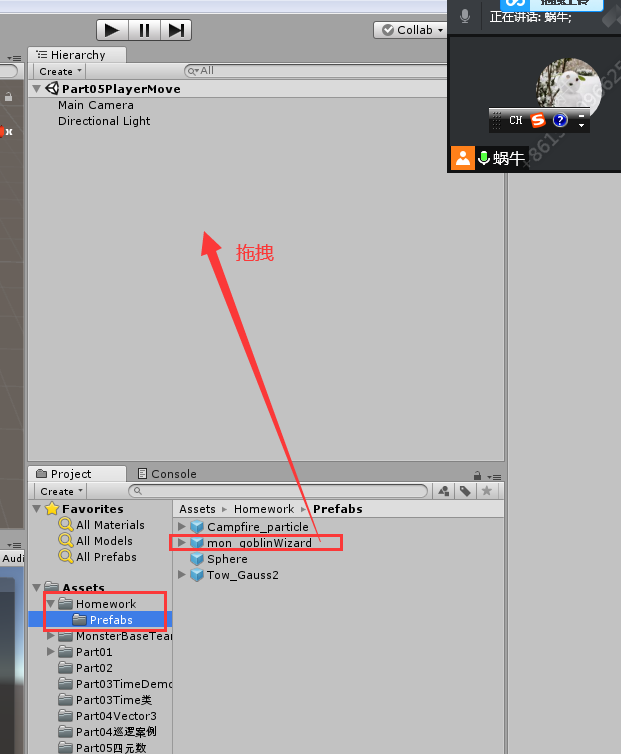 正在讲话: 蜗牛;
Collab
Hierarchy
Create
All
Part05PlayerMove
Main Camera
Directional Light
CH
蜗牛
拖拽
Project
Console
Create
Favorites
All Materials
All Models
All Prefabs
Assets
Homework
Prefabs
MonsterBaseTean
Part01
Part02
Part03TimeDemo
Part03Time类
Part04Vector3
Part04巡逻案例
Part05四元数
Assets ▸ Homework ▸ Prefabs
Campfire_particle
mon_goblinWizard
Sphere
Tow_Gauss2
Audi